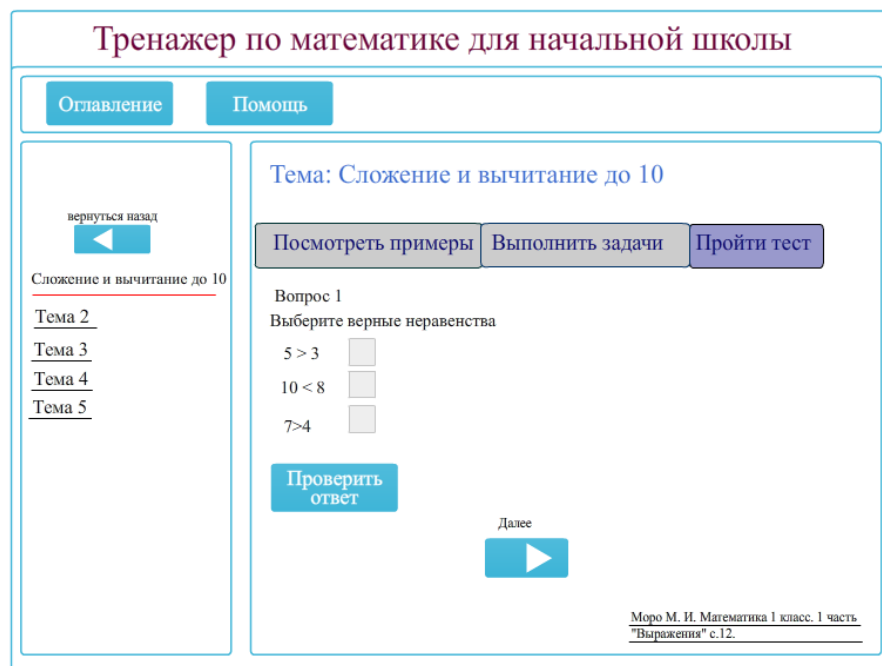 Тренажер по математике для начальной школы
Оглавление
Помощь
вернуться назад
Сложение и вычитание до 10
Тема 2
Тема 3
Тема 4
Тема 5
Тема: Сложение и вычитание до 10
Посмотреть примеры
Выполнить задачи
Пройти тест
Вопрос 1
Выберите верные неравенства
5 > 3
10 < 8
7>4
Проверить
ответ
Далее
Моро М. И. Математика 1 класс. 1 часть
"Выражения" с.12.